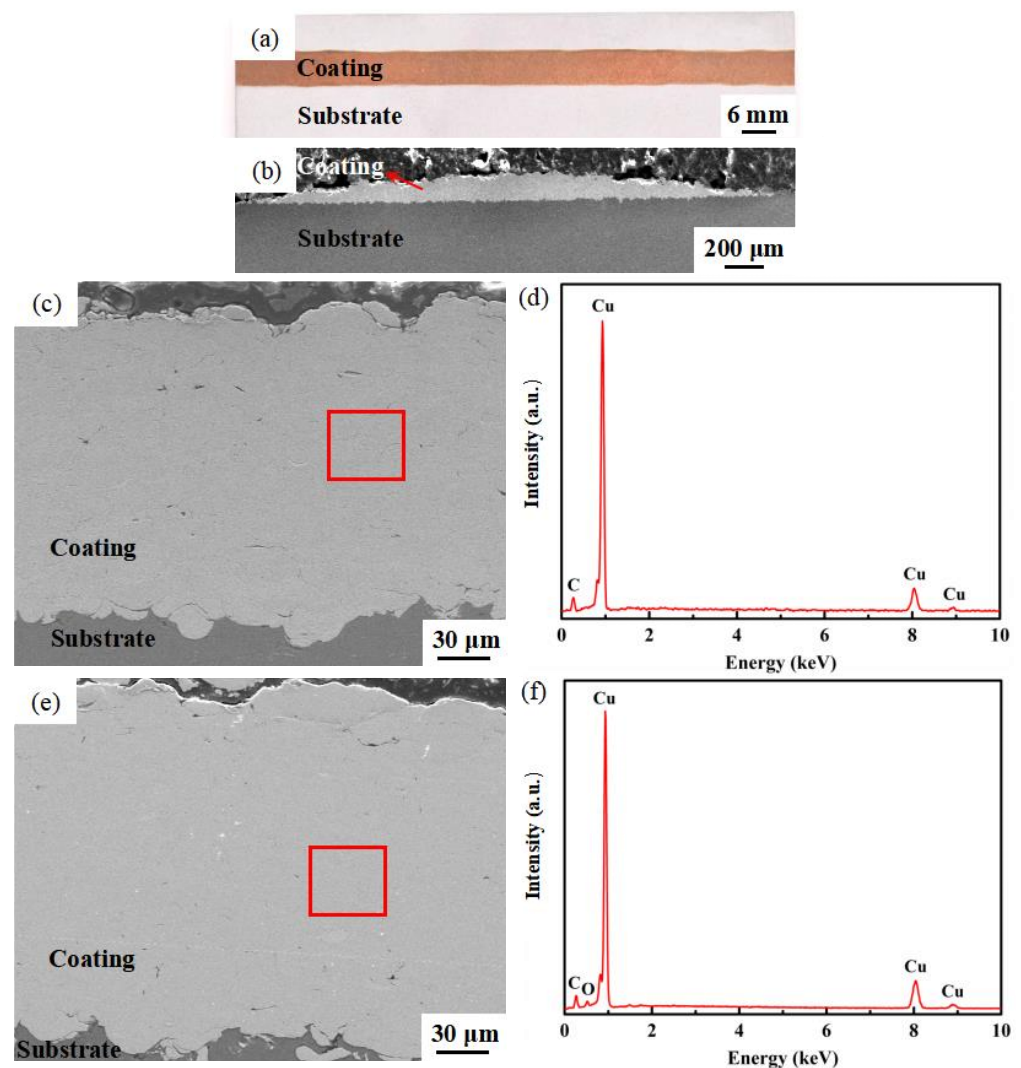 (a)
Coating
Substrate
6 mm
(b)
Coating
Substrate
200 μm
(c)
Coating
Substrate
30 μm
(d)
Cu
C
Cu
Cu
Intensity (a.u.)
0 2 4 6 8 10
Energy (keV)
(e)
Coating
Substrate
30 μm
(f)
Cu
C O
Cu
Cu
Intensity (a.u.)
0 2 4 6 8 10
Energy (keV)